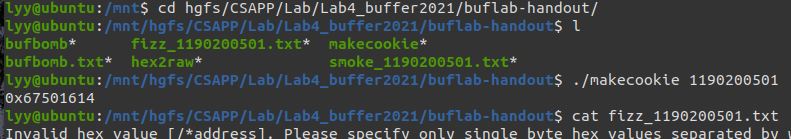 lyy@ubuntu:/mnt$ cd hgfs/CSAPP/Lab/Lab4_buffer2021/buflab-handout/
lyy@ubuntu:/mnt/hgfs/CSAPP/Lab/Lab4_buffer2021/buflab-handout$ l
bufbomb* fizz_1190200501.txt* makecookie*
bufbomb.txt* hex2raw* smoke_1190200501.txt*
lyy@ubuntu:/mnt/hgfs/CSAPP/Lab/Lab4_buffer2021/buflab-handout$ ./makecookie 1190200501
0x67501614
lyy@ubuntu:/mnt/hgfs/CSAPP/Lab/Lab4_buffer2021/buflab-handout$ cat fizz_1190200501.txt
Invalid hex value [/*address]. Please specify only single byte hex values separated by